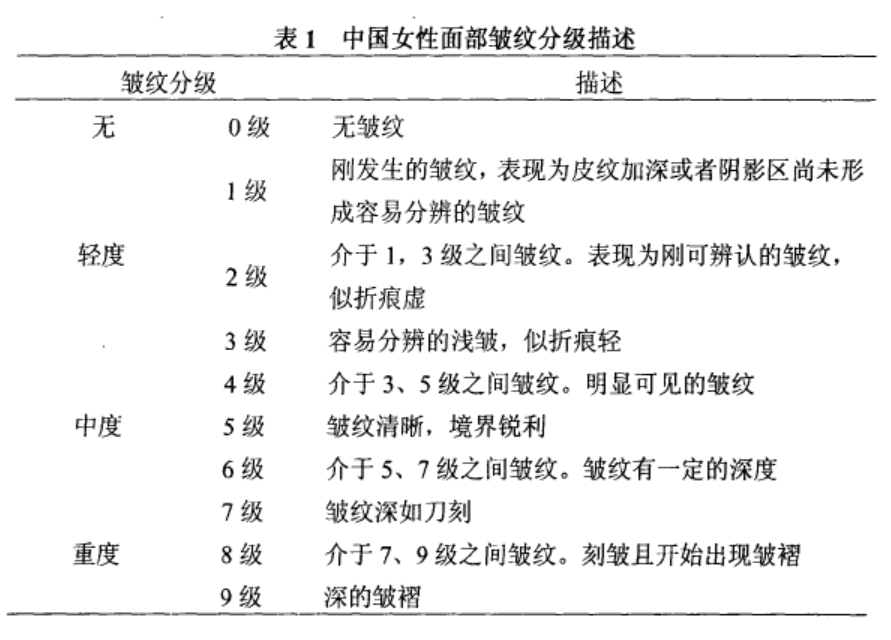 表1 中国女性面部皱纹分级描述
皱纹分级 描述
无 0级 无皱纹
1级 刚发生的皱纹，表现为皮纹加深或者阴影区尚未形
成容易分辨的皱纹
轻度 2级 介于1，3级之间皱纹。表现为刚可辨认的皱纹，
似折痕虚
3级 容易分辨的浅皱，似折痕轻
4级 介于3、5级之间皱纹。明显可见的皱纹
中度 5级 皱纹清晰，境界锐利
6级 介于5、7级之间皱纹。皱纹有一定的深度
7级 皱纹深如刀刻
重度 8级 介于7、9级之间皱纹。刻皱且开始出现皱褶
9级 深的皱褶